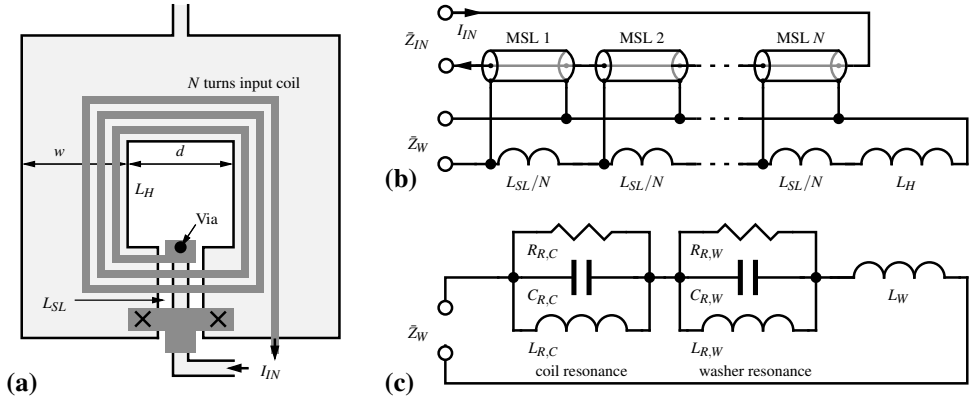 N turns input coil
w
d
L_H
Via
L_SL
I_IN
(a)
I_IN
Z̄_IN
MSL 1
MSL 2
MSL N
Z̄_W
L_SL/N
L_SL/N
L_SL/N
L_H
(b)
R_R,C
R_R,W
C_R,C
C_R,W
L_W
Z̄_W
L_R,C
L_R,W
coil resonance
washer resonance
(c)